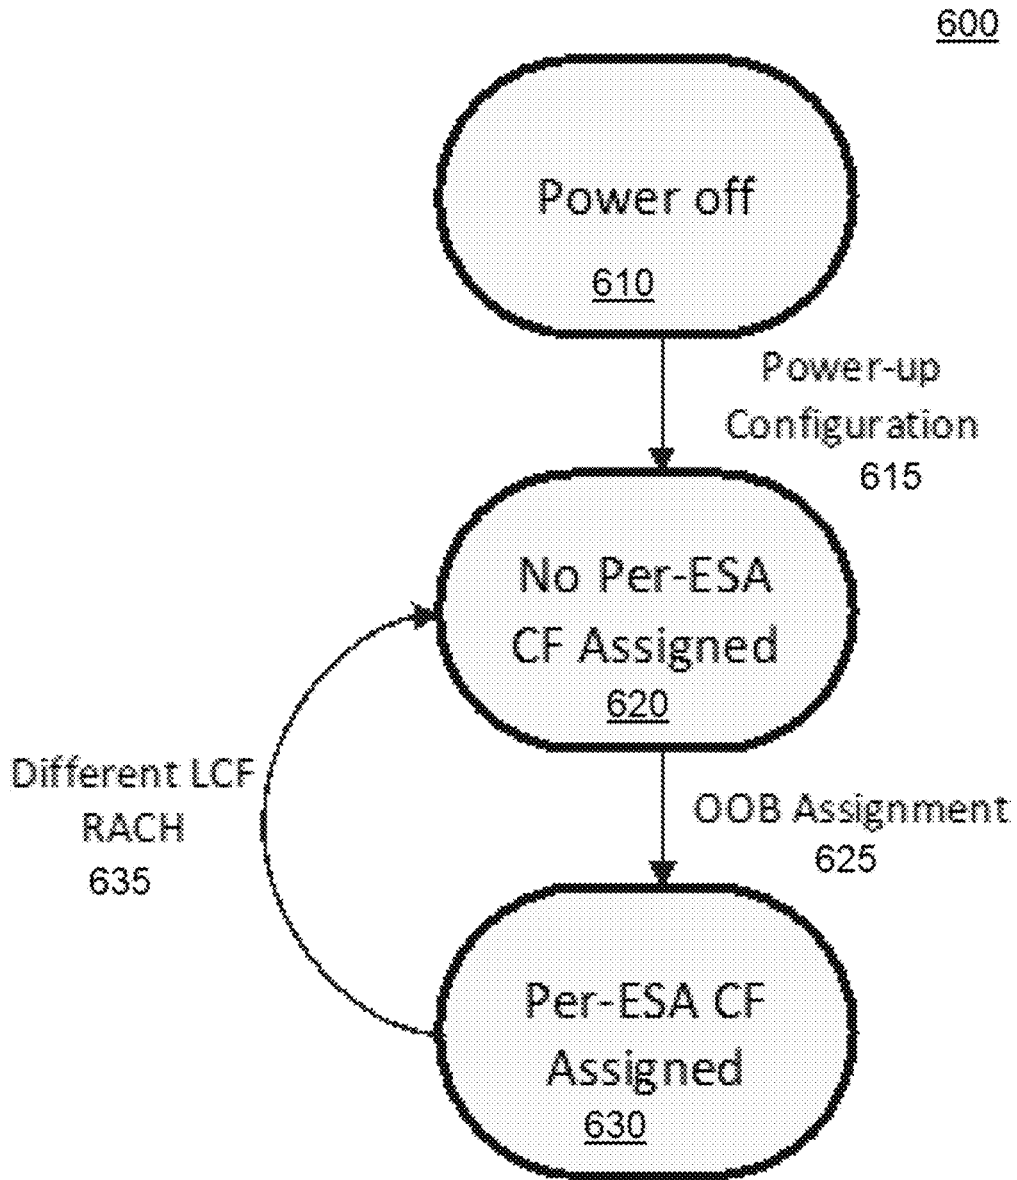 600
Power off
610
Power-up
Configuration
615
No Per-ESA
CF Assigned
620
Different LCF
RACH
635
OOB Assignment
625
Per-ESA CF
Assigned
630